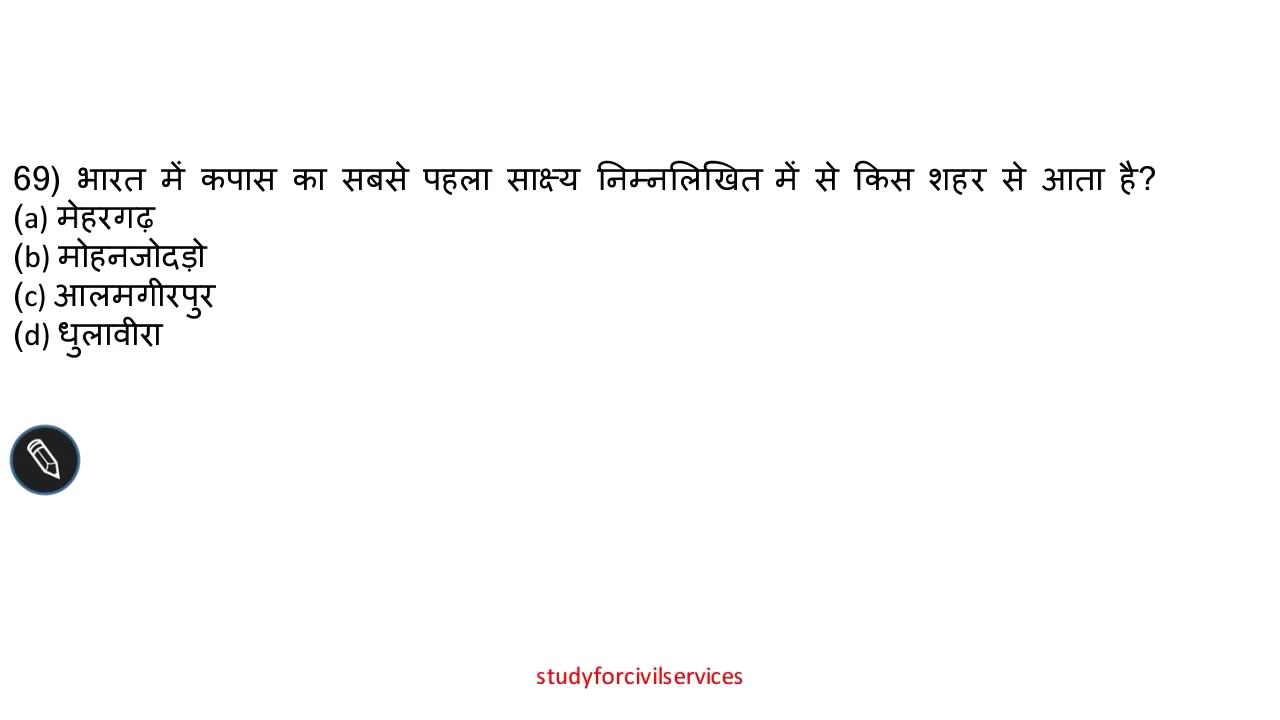 69) भारत में कपास का सबसे पहला साक्ष्य निम्नलिखित में से किस शहर से आता है?
(a) मेहरगढ़
(b) मोहनजोदड़ो
(c) आलमगीरपुर
(d) धुलावीरा
studyforcivilservices